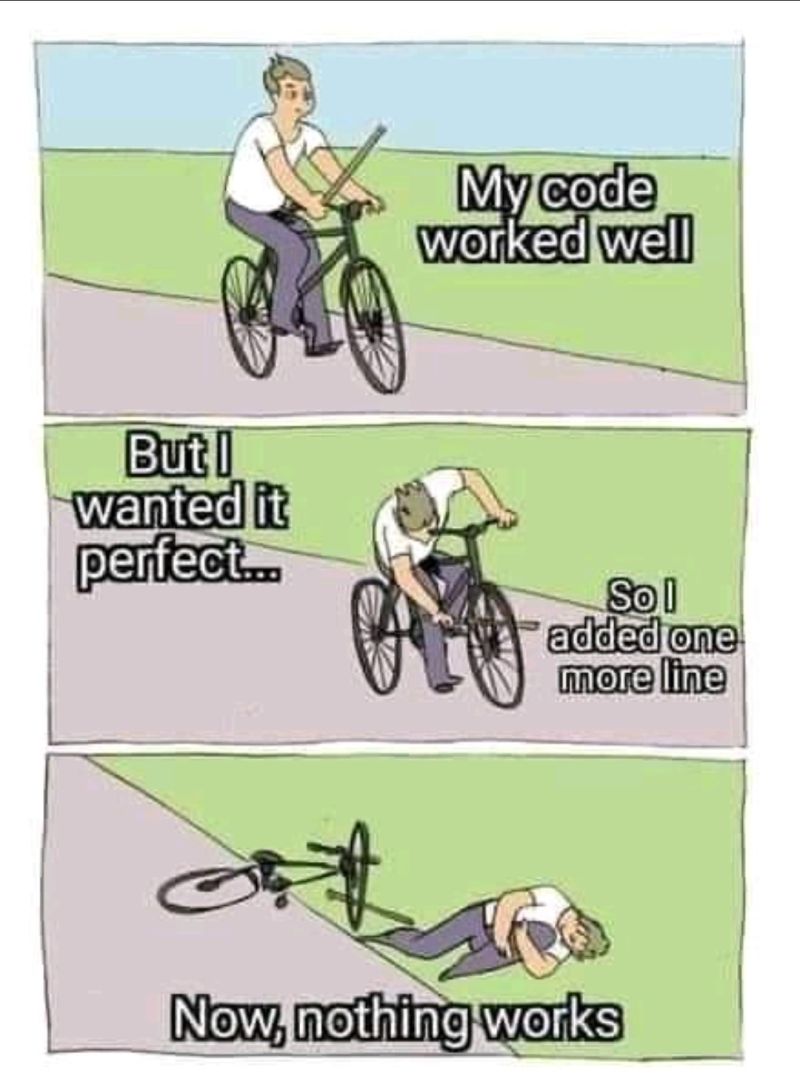 My code
worked well
But I
wanted it
perfect...
So I
added one
more line
Now, nothing works